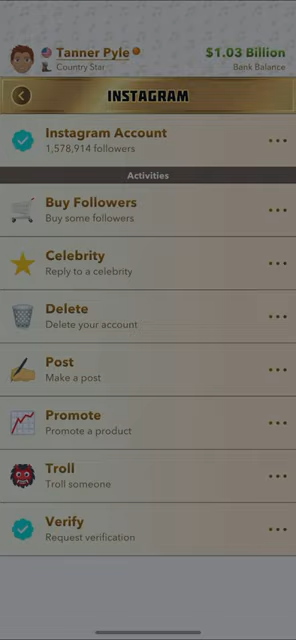 Tanner Pyle $1.03 Billion
Country Star Bank Balance
INSTAGRAM
Instagram Account
1,578,914 followers
Activities
Buy Followers
Buy some followers
Celebrity
Reply to a celebrity
Delete
Delete your account
Post
Make a post
Promote
Promote a product
Troll
Troll someone
Verify
Request verification